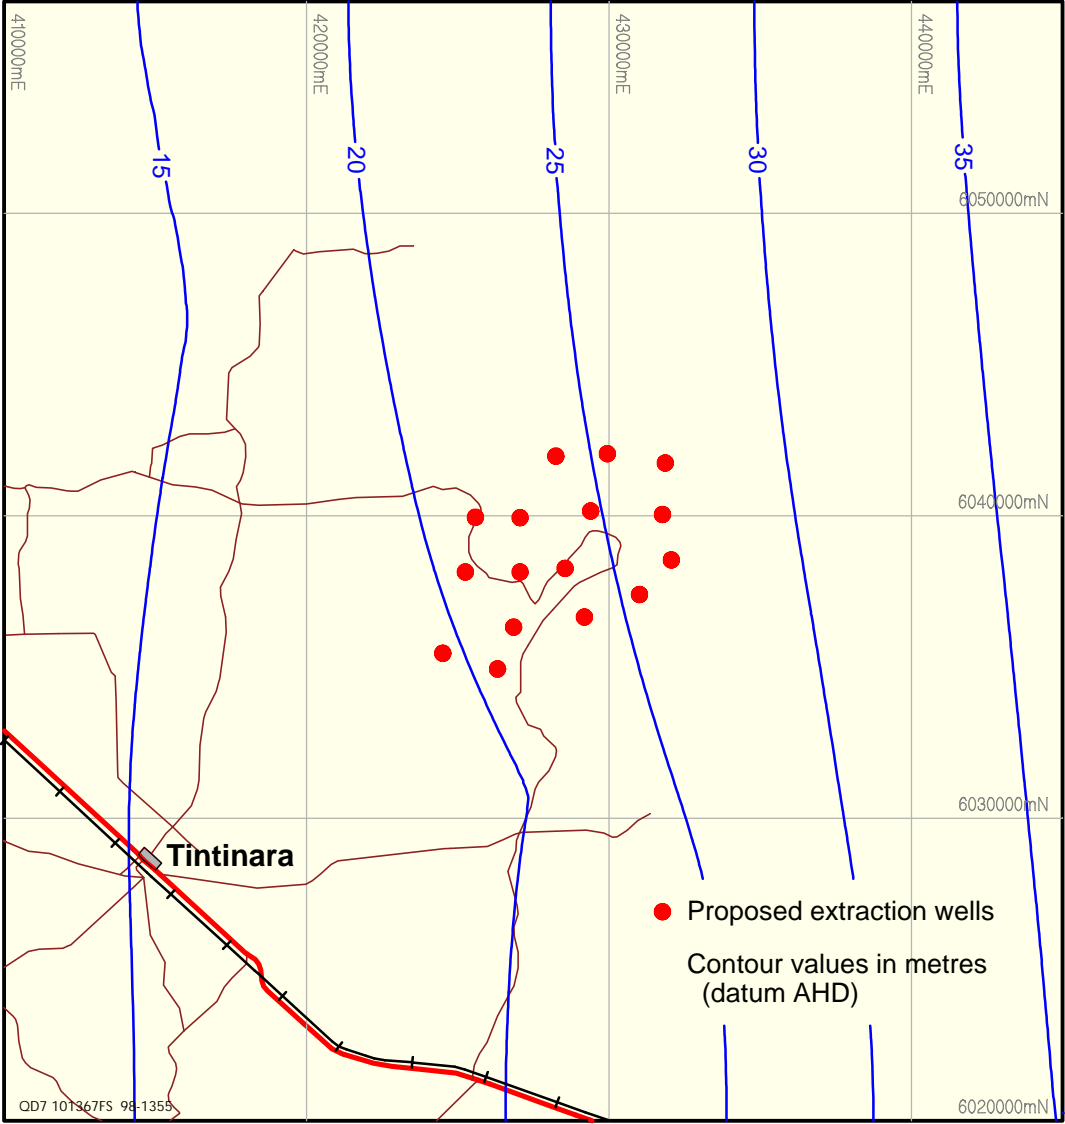 410000mE
420000mE
430000mE
440000mE
15
20
25
30
35
6050000mN
6040000mN
6030000mN
Tintinara
Proposed extraction wells
Contour values in metres
(datum AHD)
QD7 101367FS 98-1355
6020000mN